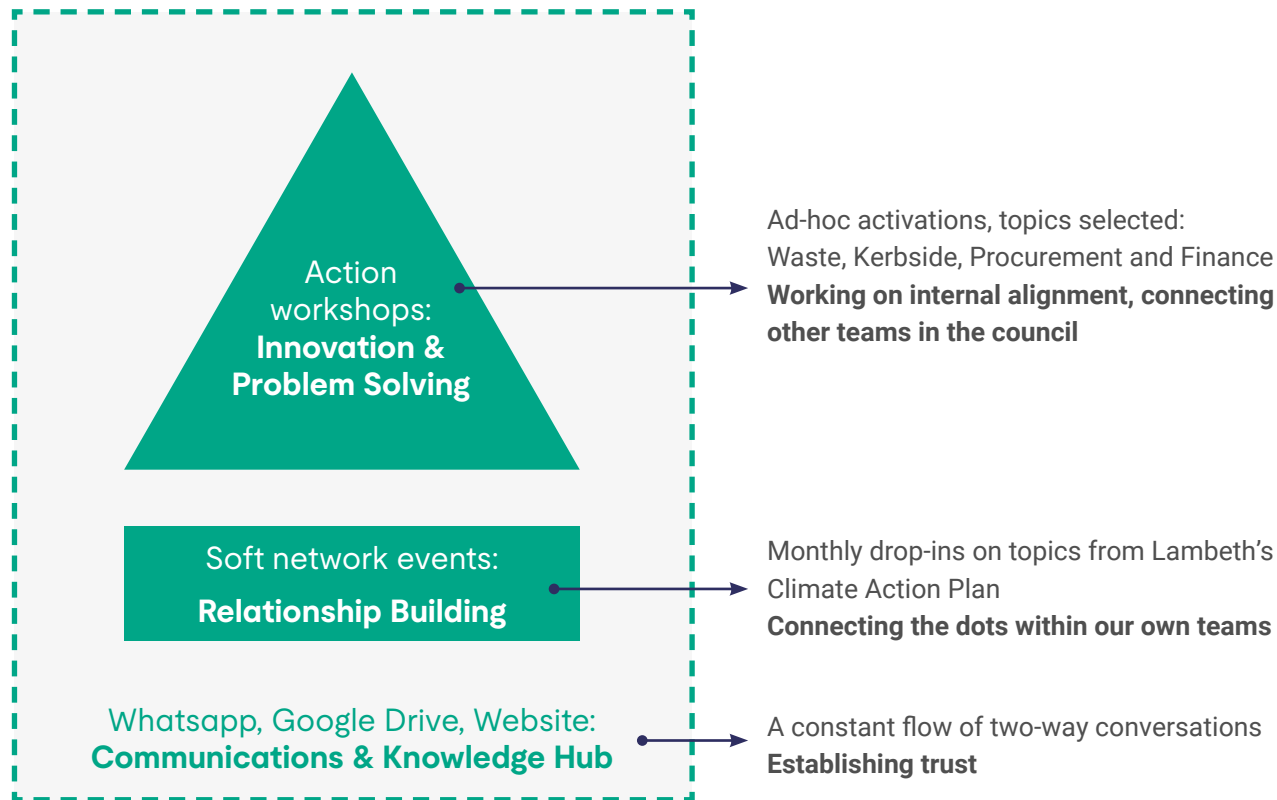 Action
workshops:
Innovation &
Problem Solving
Ad-hoc activations, topics selected:
Waste, Kerbside, Procurement and Finance
Working on internal alignment, connecting
other teams in the council
Soft network events:
Relationship Building
Monthly drop-ins on topics from Lambeth's
Climate Action Plan
Connecting the dots within our own teams
Whatsapp, Google Drive, Website:
Communications & Knowledge Hub
A constant flow of two-way conversations
Establishing trust